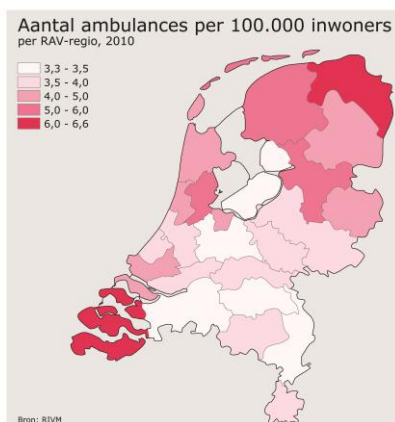 Aantal ambulances per 100.000 inwoners
per RAV-regio, 2010
3,3 - 3,5
3,5 - 4,0
4,0 - 5,0
5,0 - 6,0
6,0 - 6,6
Bron: RIVM